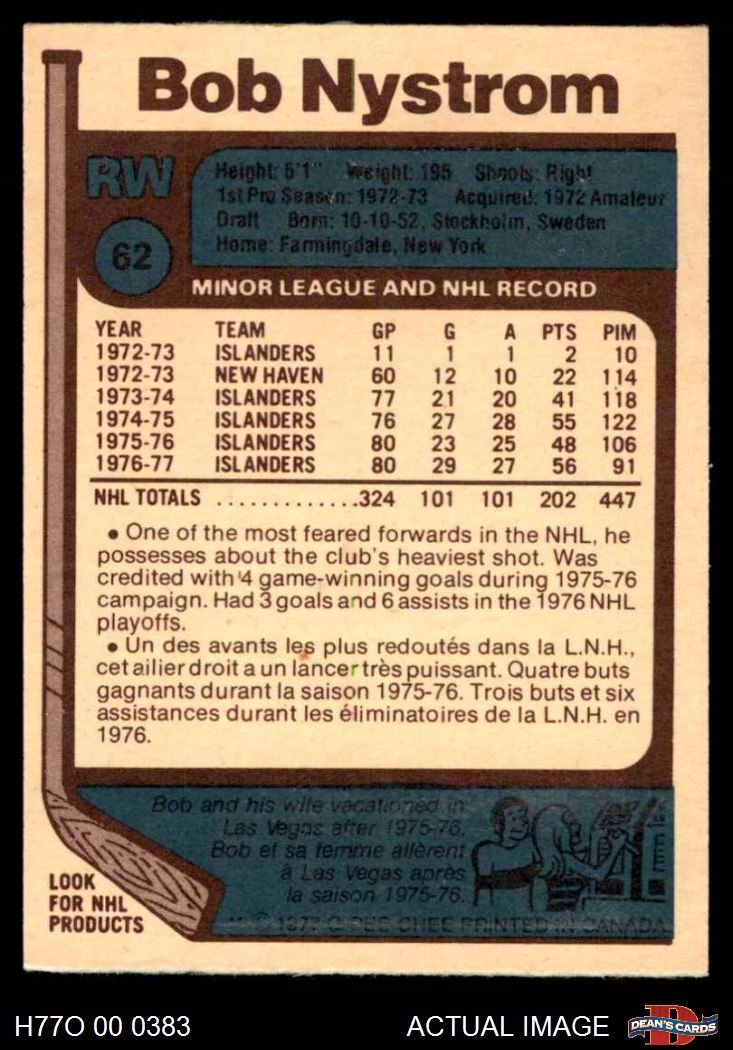 Bob Nystrom
RW
Height: 6'1" Weight: 195 Shoots: Right
1st Pro Season: 1972-73 Acquired: 1972 Amateur
Draft Born: 10-10-52, Stockholm, Sweden
Home: Farmingdale, New York
62
MINOR LEAGUE AND NHL RECORD
YEAR TEAM GP G A PTS PIM
1972-73 ISLANDERS 11 1 1 2 10
1972-73 NEW HAVEN 60 12 10 22 114
1973-74 ISLANDERS 77 21 20 41 118
1974-75 ISLANDERS 76 27 28 55 122
1975-76 ISLANDERS 80 23 25 48 106
1976-77 ISLANDERS 80 29 27 56 91
NHL TOTALS ..............324 101 101 202 447
• One of the most feared forwards in the NHL, he
possesses about the club's heaviest shot. Was
credited with 4 game-winning goals during 1975-76
campaign. Had 3 goals and 6 assists in the 1976 NHL
playoffs.
• Un des avants les plus redoutés dans la L.N.H.,
cet ailier droit a un lancer très puissant. Quatre buts
gagnants durant la saison 1975-76. Trois buts et six
assistances durant les éliminatoires de la L.N.H. en
1976.
Bob and his wife vacationed in
Las Vegas after 1975-76.
Bob et sa femme allèrent
à Las Vegas après
la saison 1975-76.
© 1977 O PEE CHEE PRINTED IN CANADA
LOOK
FOR NHL
PRODUCTS
H77O 00 0383 ACTUAL IMAGE DEAN'S CARDS